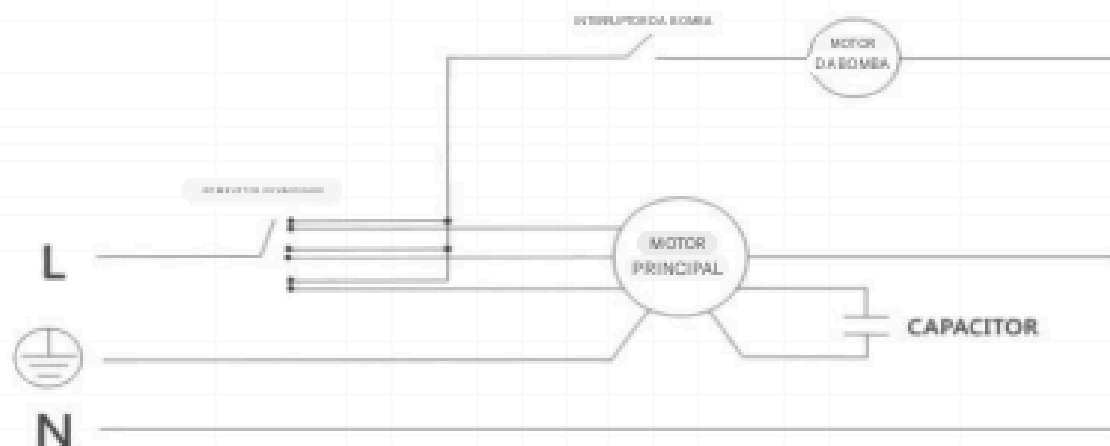 INTERRUPTOR DA BOMBA
MOTOR
DA BOMBA
L
MOTOR
PRINCIPAL
CAPACITOR
N